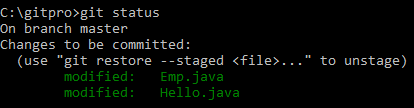 C:\gitpro>git status
On branch master
Changes to be committed:
  (use "git restore --staged <file>..." to unstage)
        modified:   Emp.java
        modified:   Hello.java